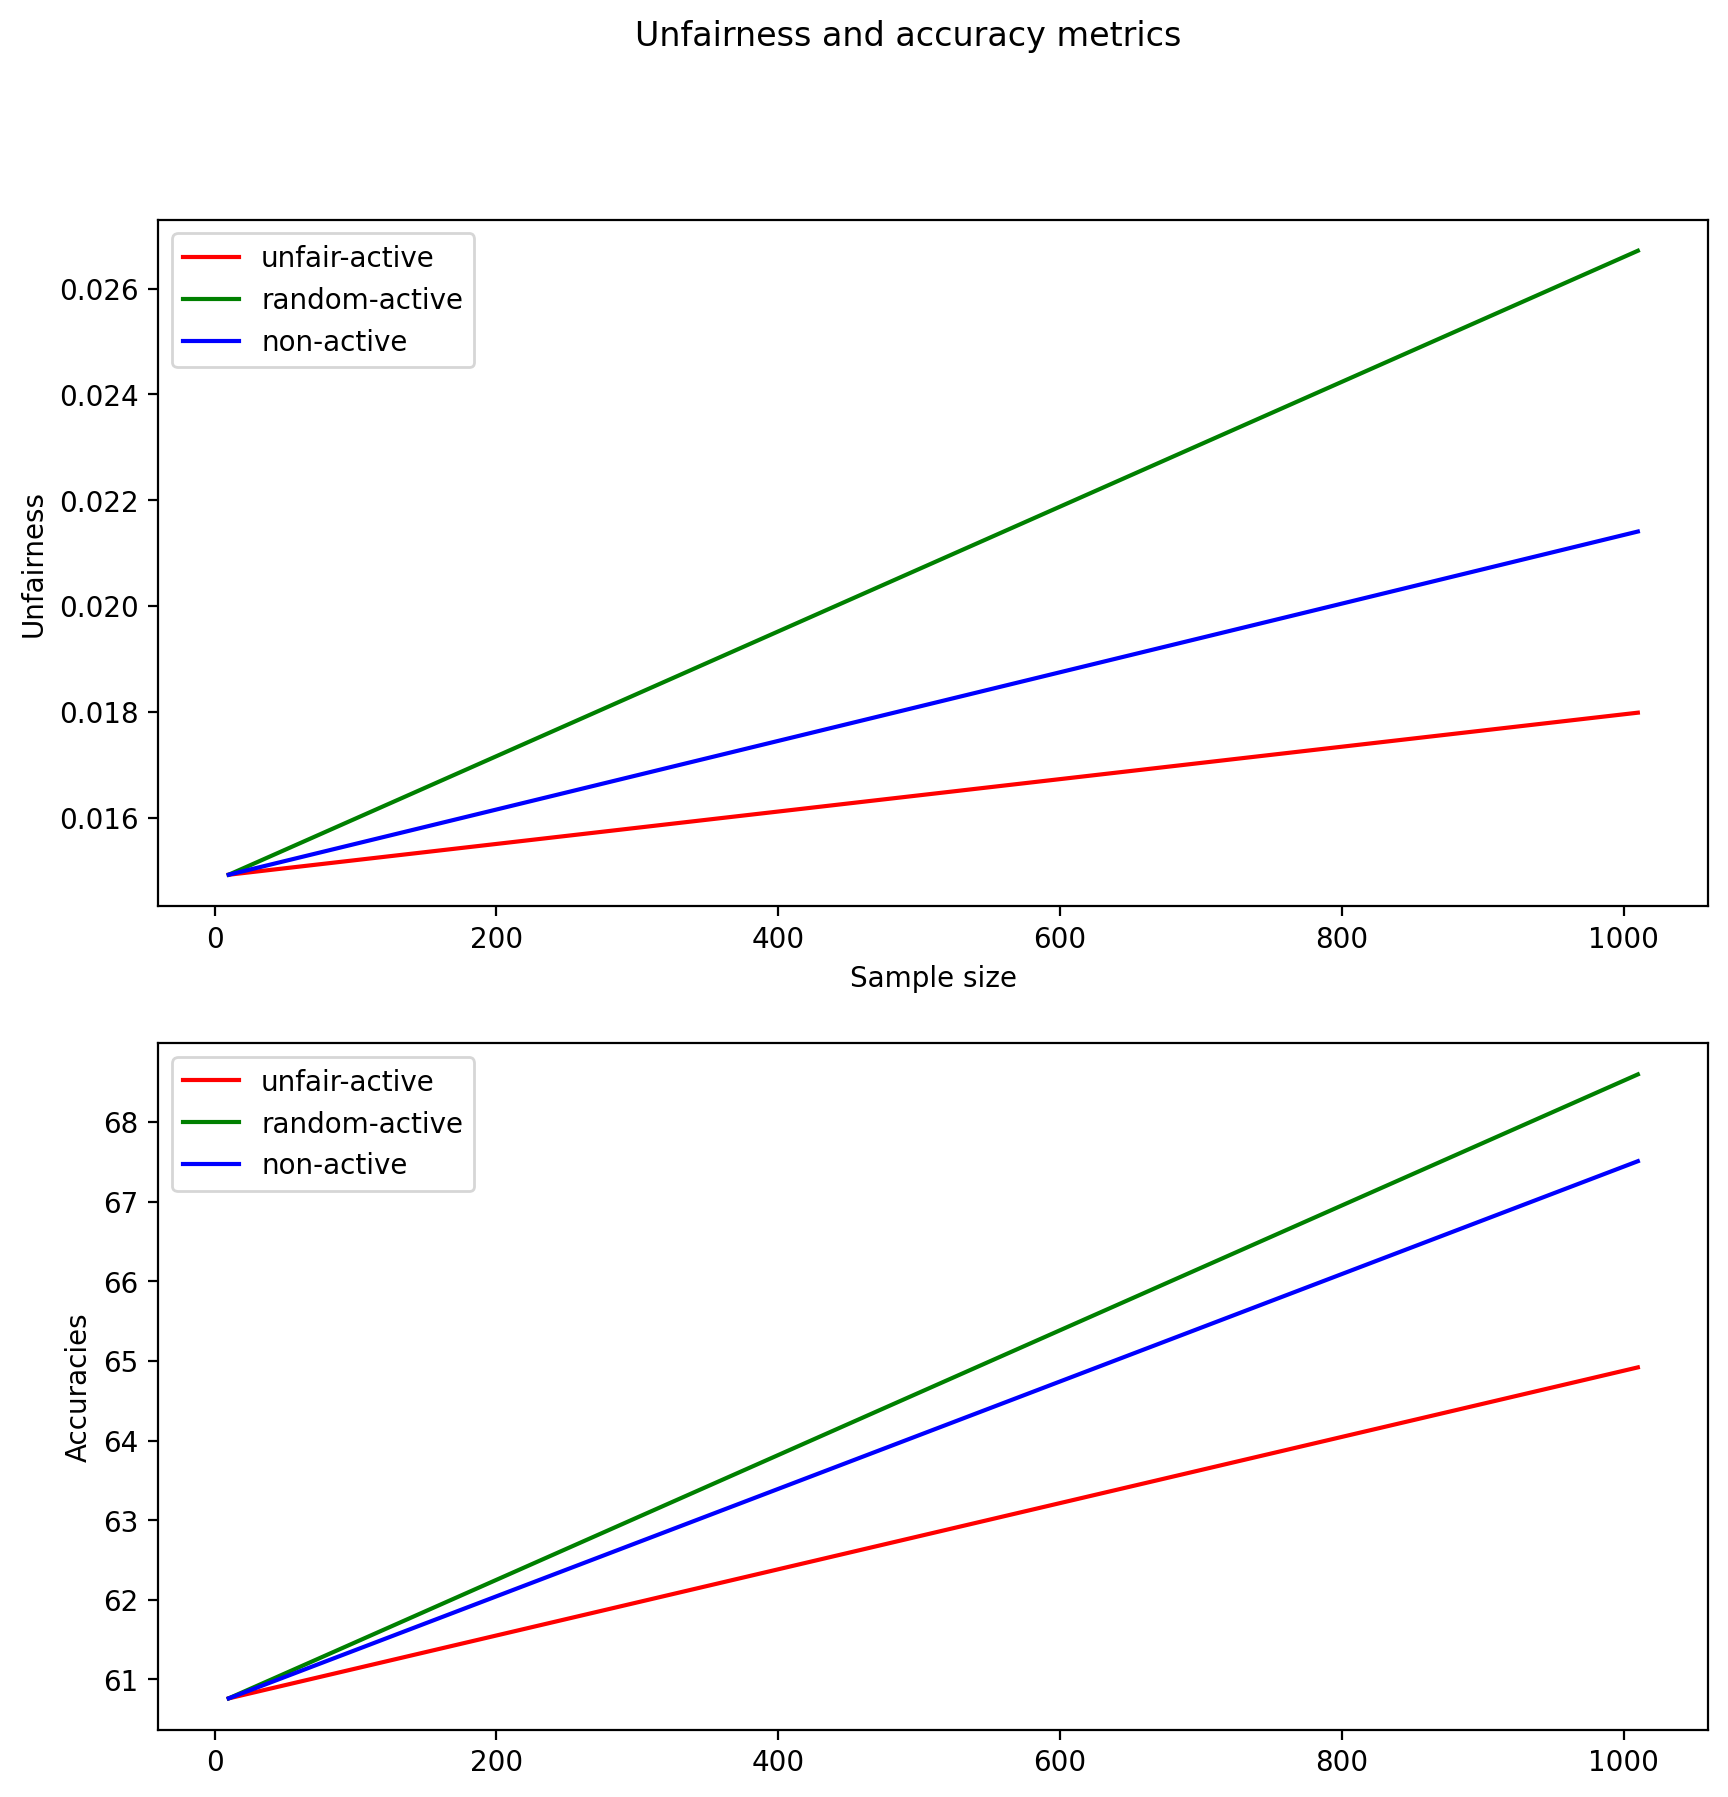 Unfairness and accuracy metrics
unfair-active
random-active
non-active
0.026
0.024
0.022
0.020
0.018
0.016
Unfairness
0 200 400 600 800 1000
Sample size
unfair-active
random-active
non-active
68
67
66
65
64
63
62
61
Accuracies
0 200 400 600 800 1000